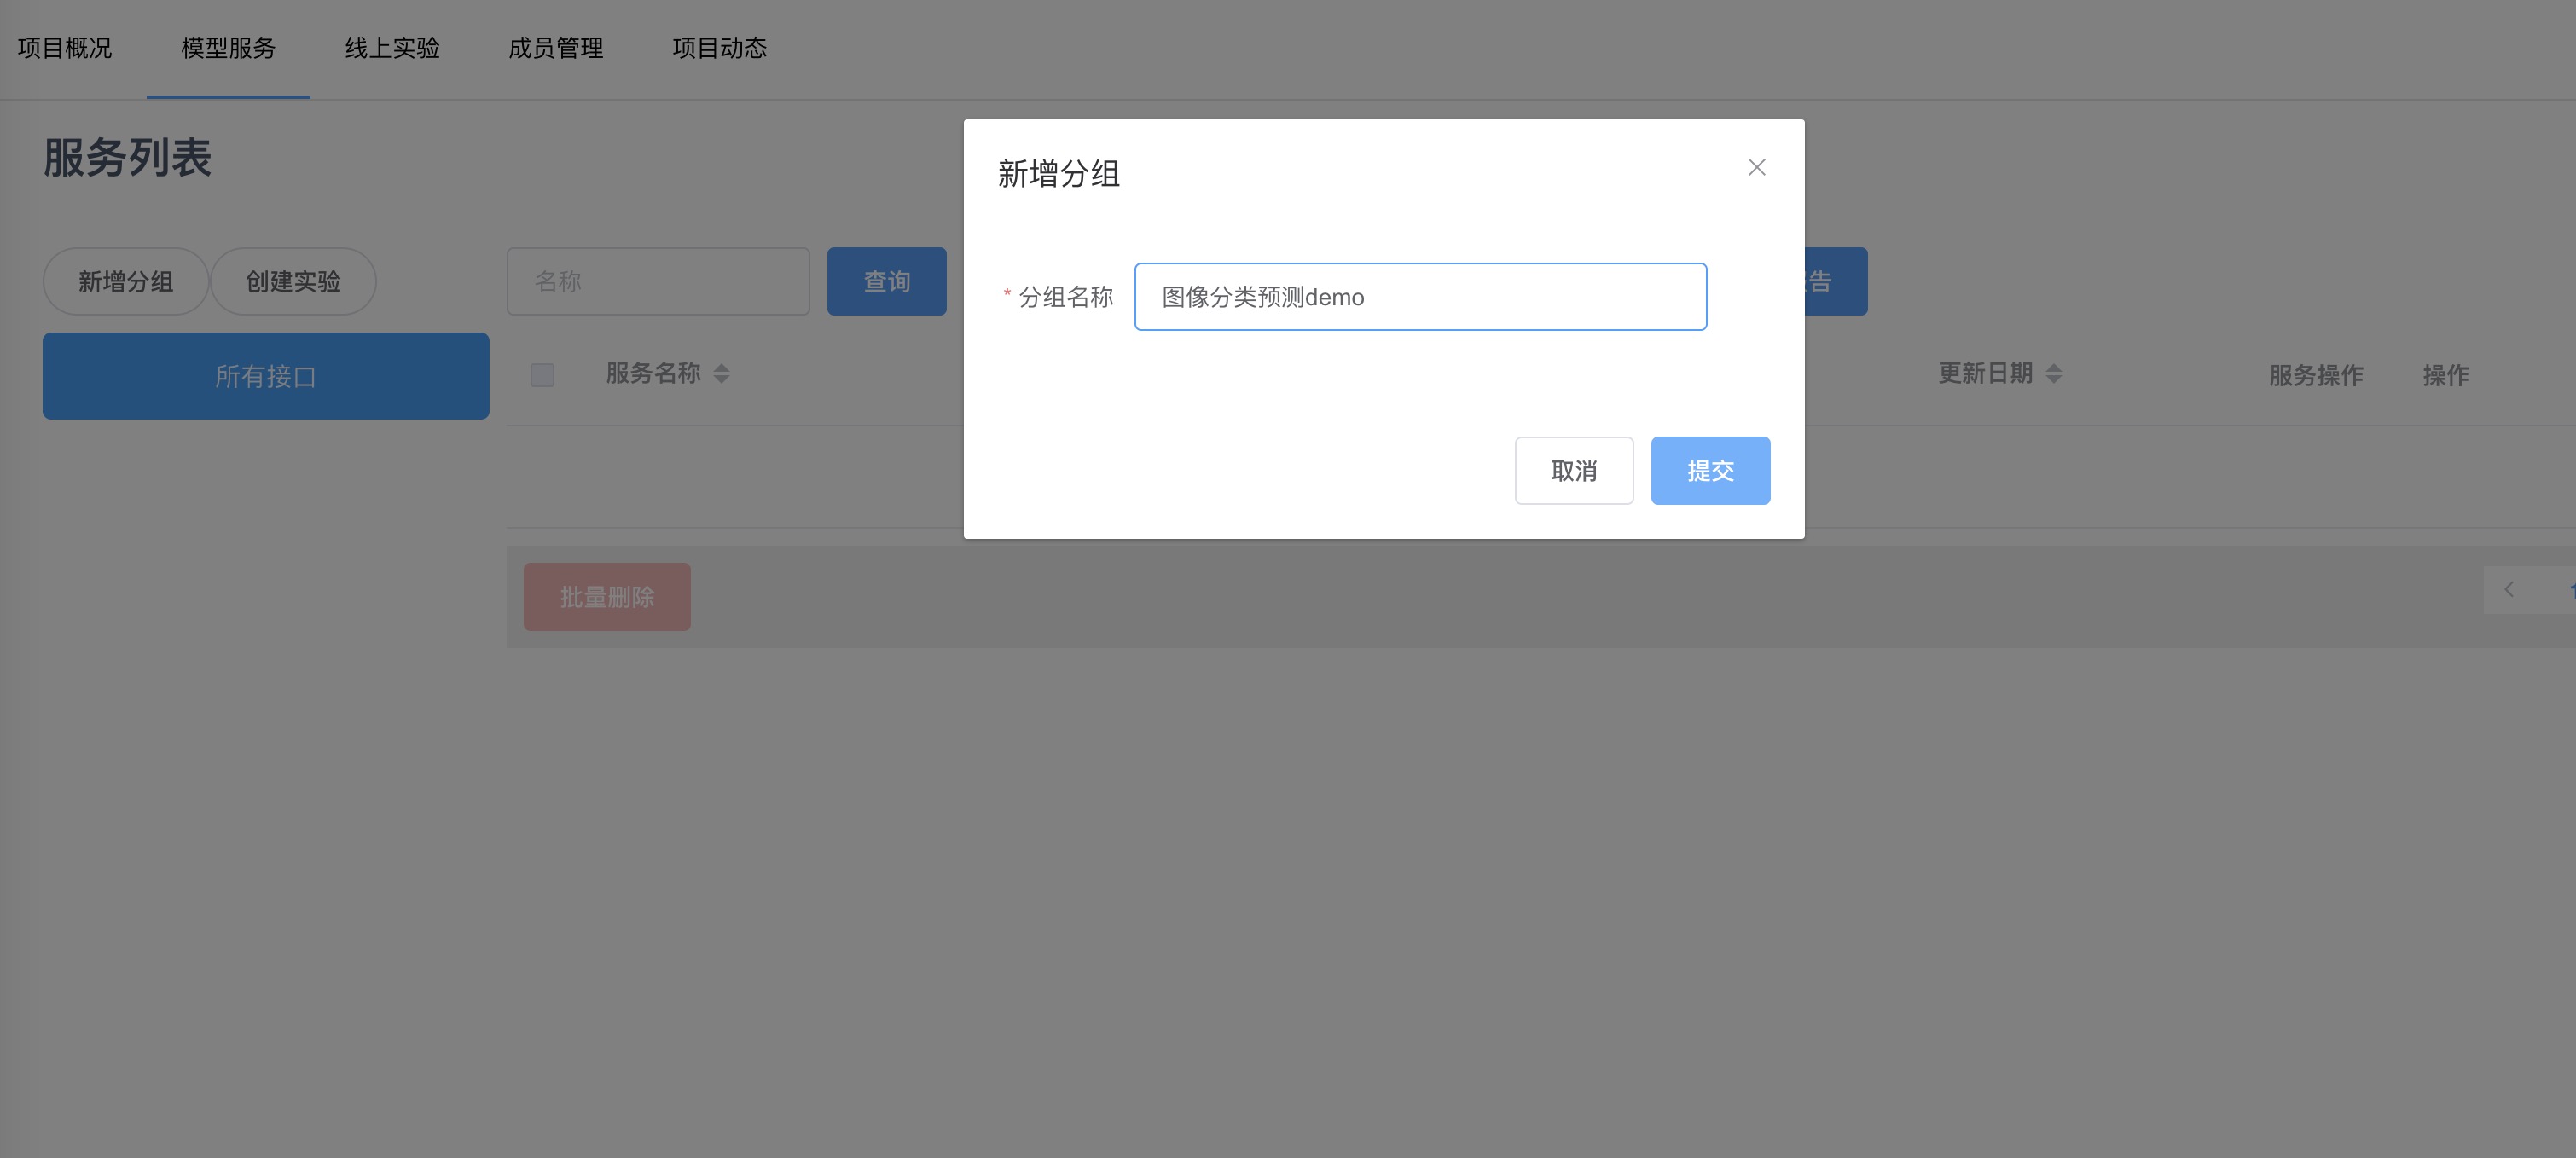 项目概况 模型服务 线上实验 成员管理 项目动态
服务列表
新增分组
新增分组 创建实验 名称 查询 告
* 分组名称 图像分类预测demo
所有接口 服务名称 更新日期 服务操作 操作
取消 提交
批量删除